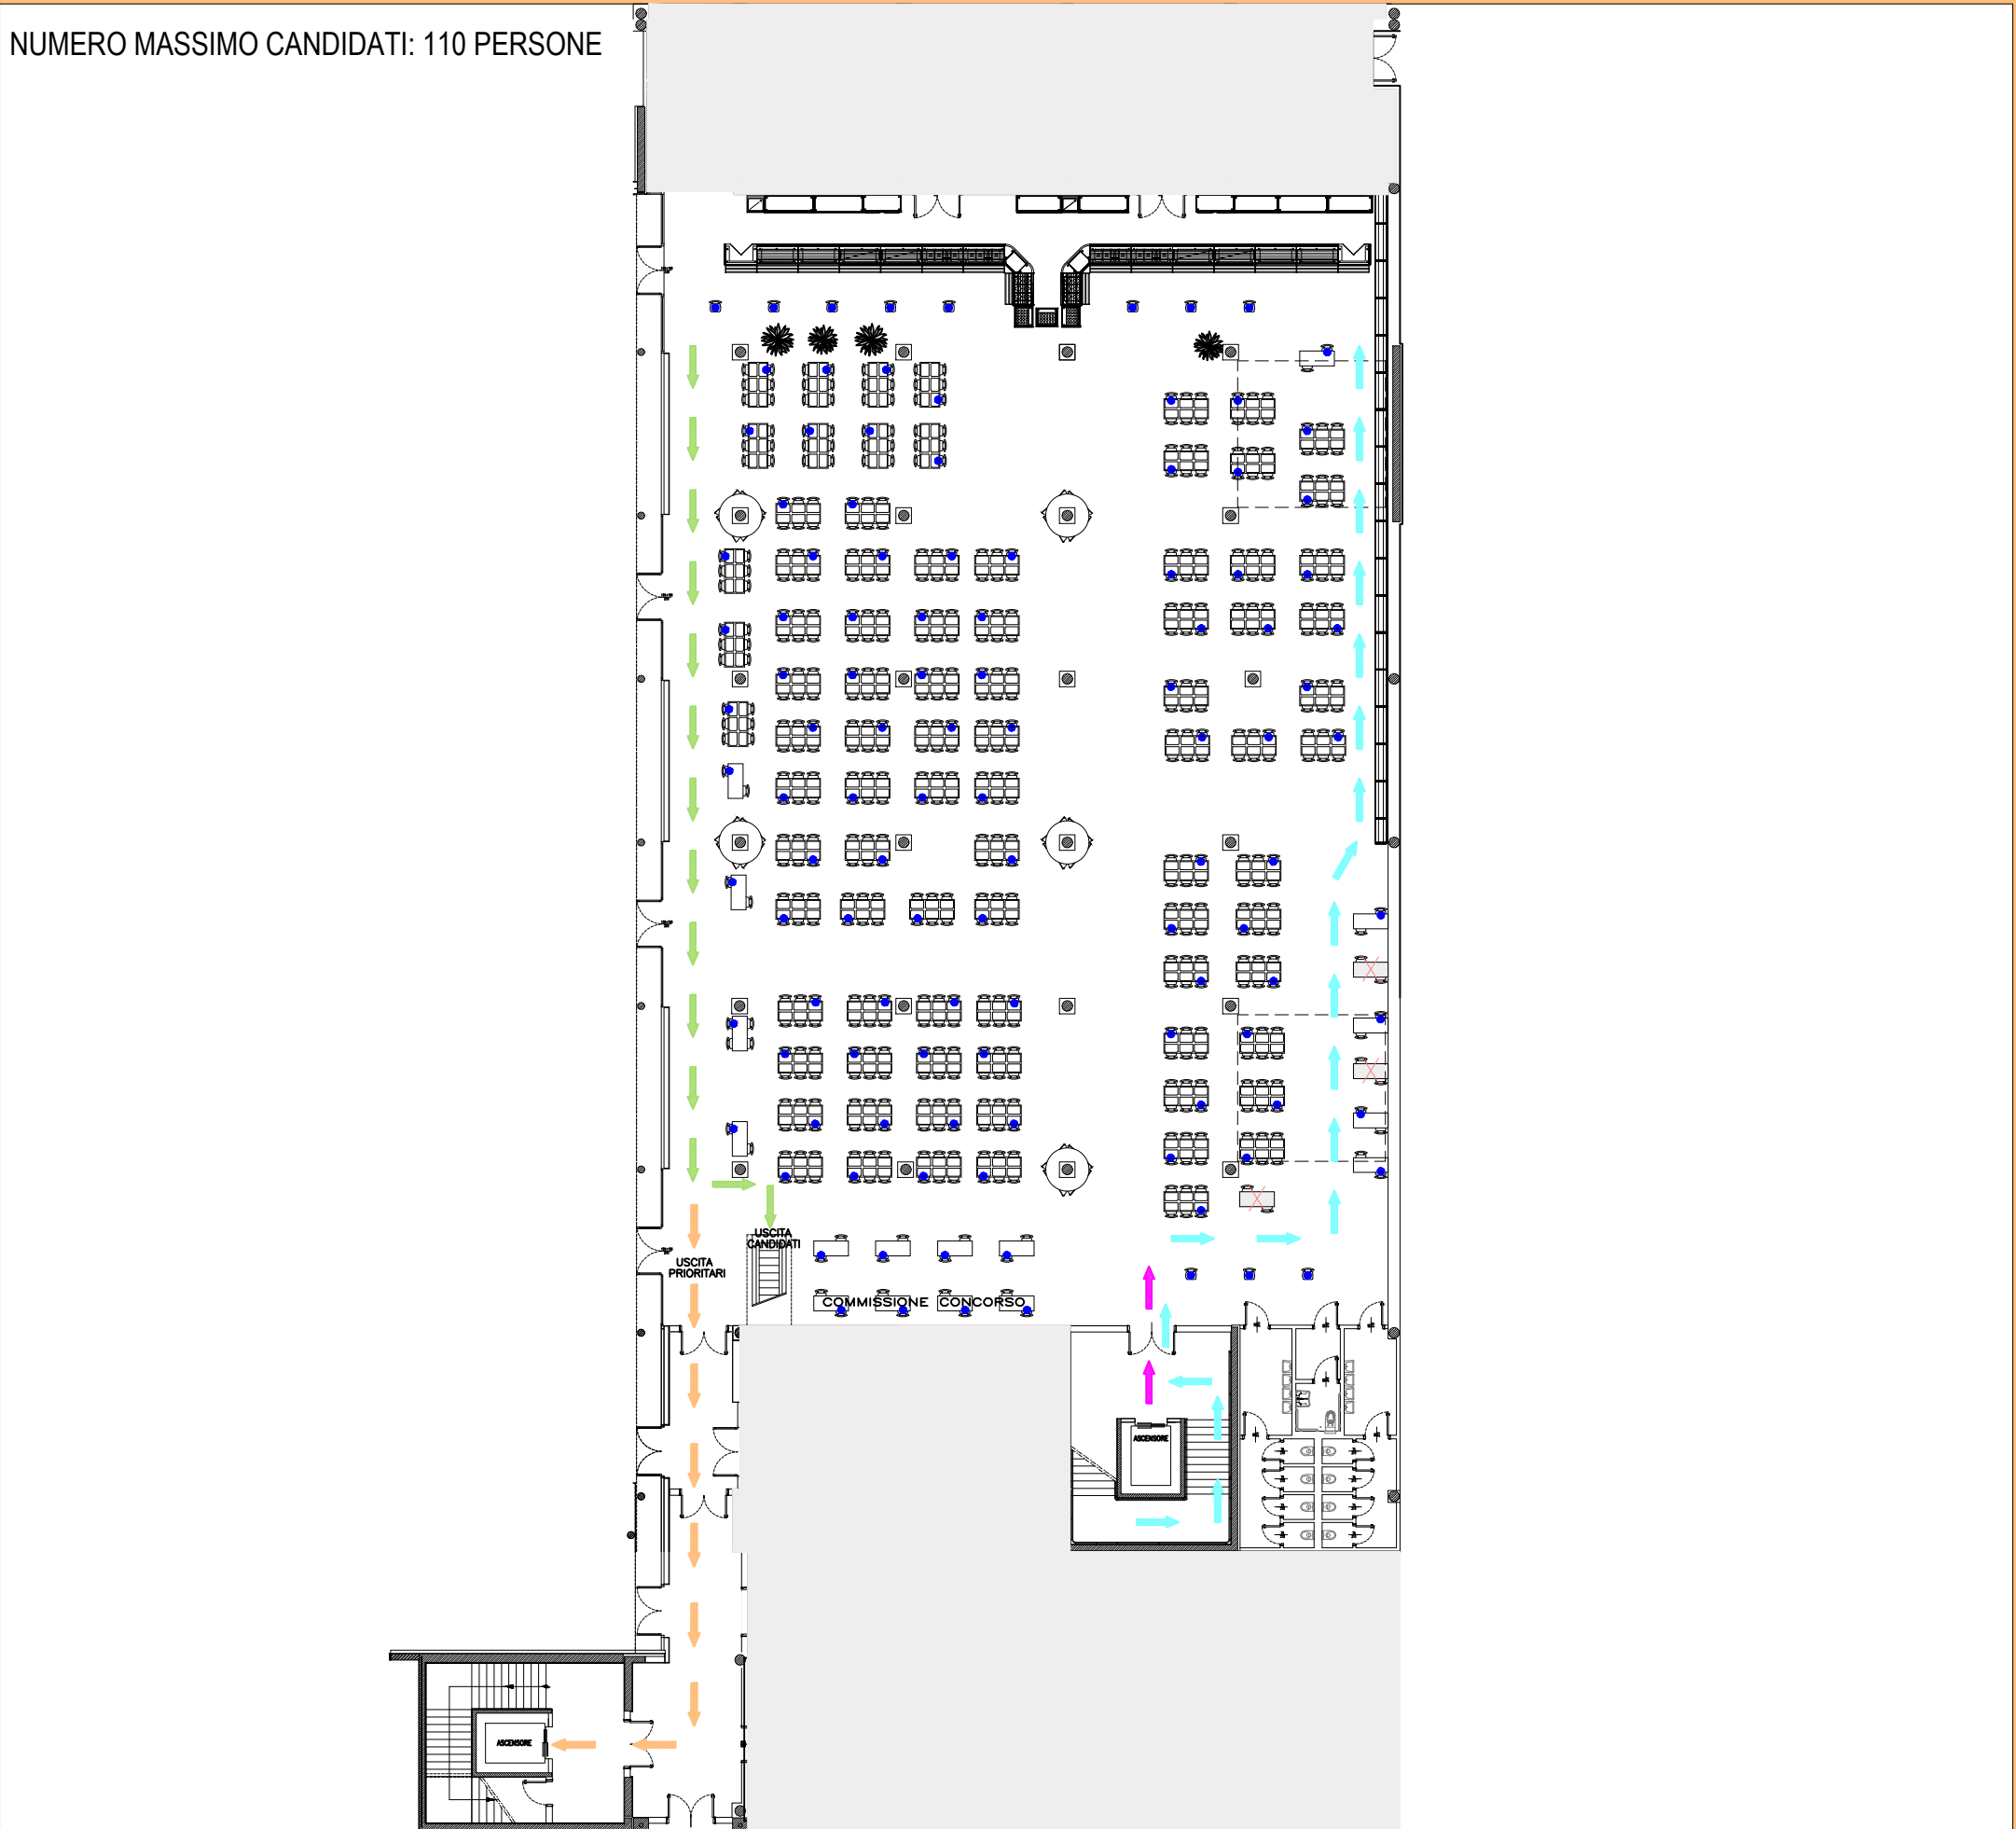 NUMERO MASSIMO CANDIDATI: 110 PERSONE
USCITA
CANDIDATI
USCITA
PRIORITARI
COMMISSIONE CONCORSO
ASCENSORE
ASCENSORE